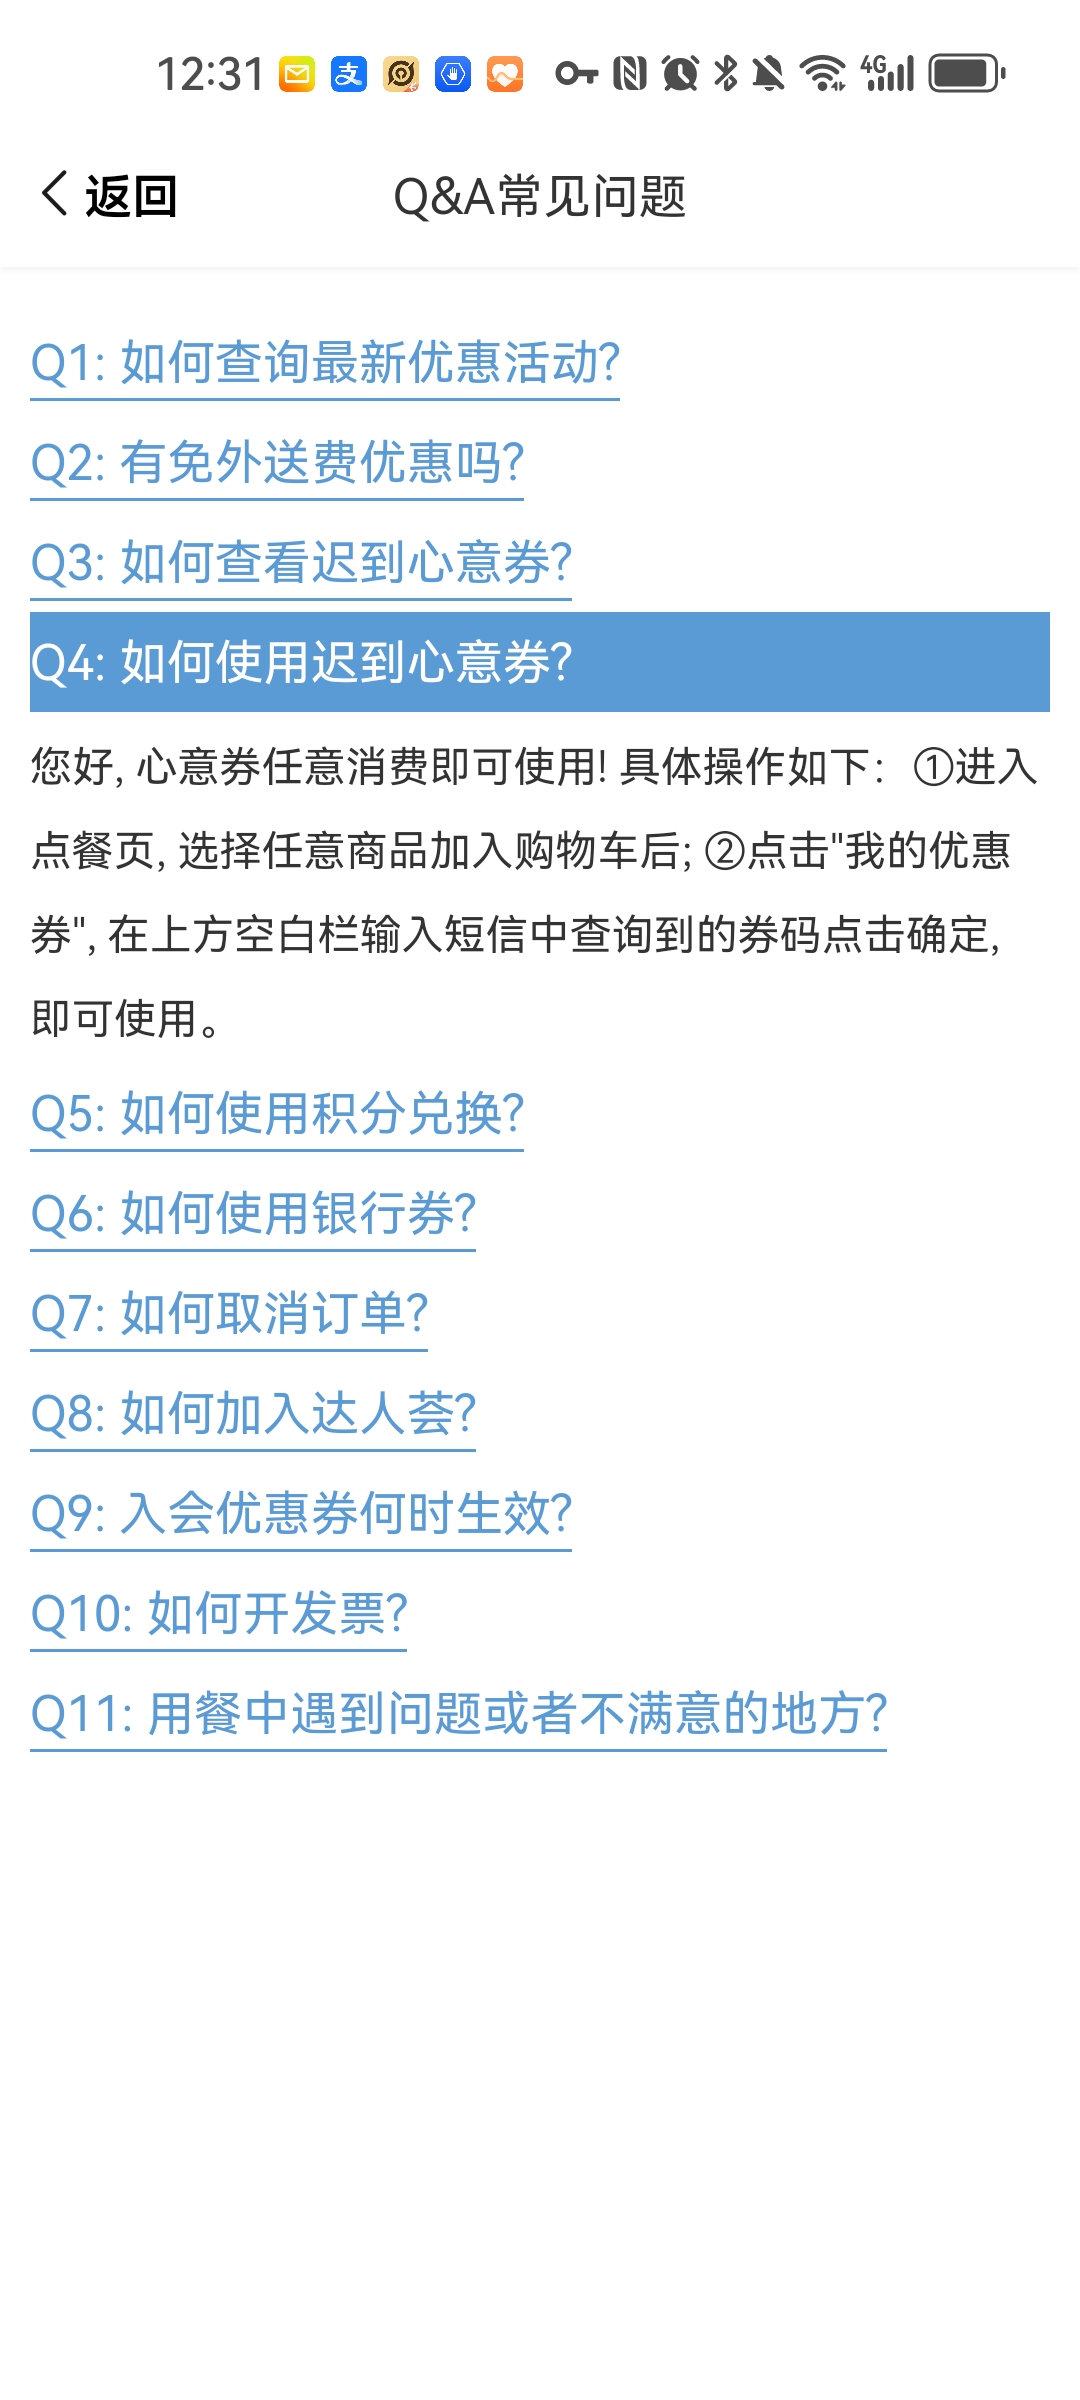 12:31
4G
返回
Q&A常见问题
Q1: 如何查询最新优惠活动?
Q2: 有免外送费优惠吗?
Q3: 如何查看迟到心意券?
Q4: 如何使用迟到心意券?
您好, 心意券任意消费即可使用! 具体操作如下：①进入
点餐页, 选择任意商品加入购物车后; ②点击"我的优惠
券", 在上方空白栏输入短信中查询到的券码点击确定,
即可使用。
Q5: 如何使用积分兑换?
Q6: 如何使用银行券?
Q7: 如何取消订单?
Q8: 如何加入达人荟?
Q9: 入会优惠券何时生效?
Q10: 如何开发票?
Q11: 用餐中遇到问题或者不满意的地方?